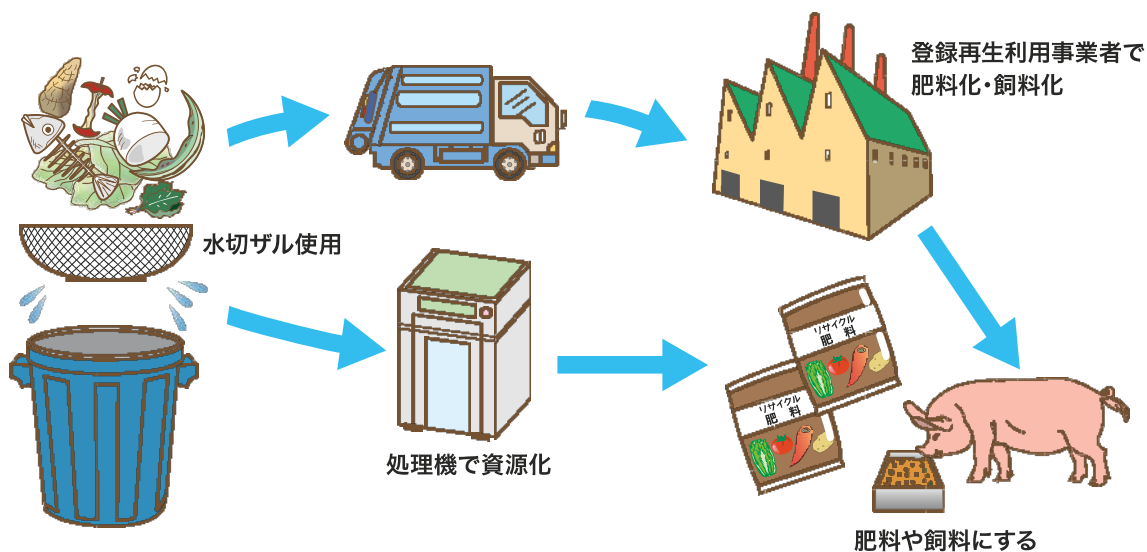 登録再生利用事業者で
肥料化・飼料化
水切ザル使用
処理機で資源化
リサイクル
肥料
リサイクル
肥料
肥料や飼料にする